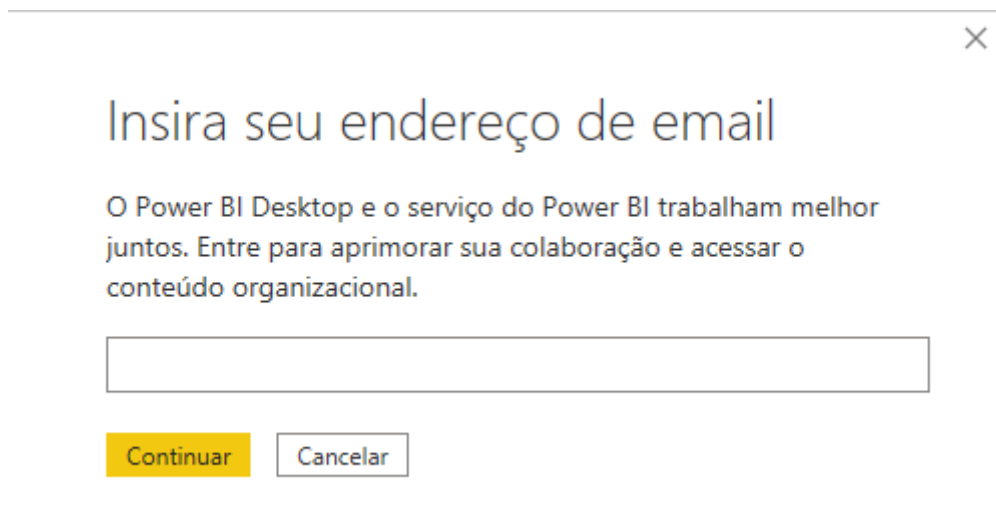 Insira seu endereço de email
O Power BI Desktop e o serviço do Power BI trabalham melhor
juntos. Entre para aprimorar sua colaboração e acessar o
conteúdo organizacional.
Continuar
Cancelar